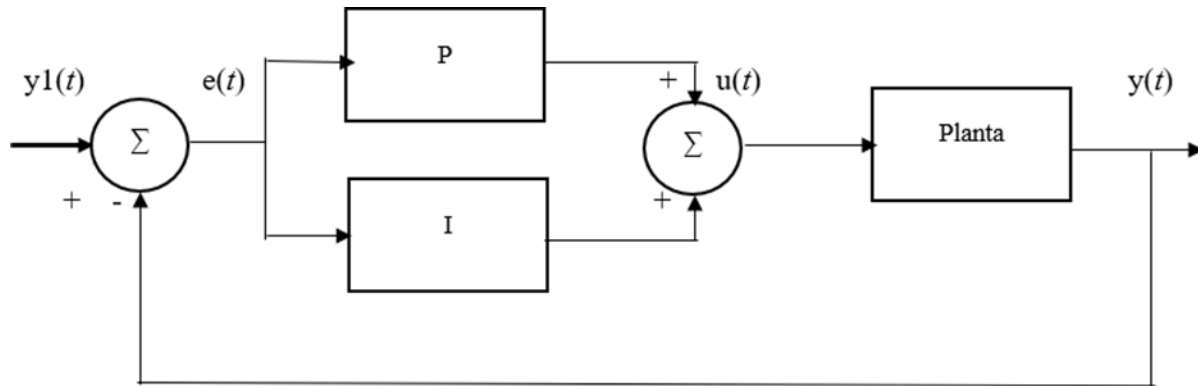 P
y1(t)
e(t)
+
u(t)
y(t)
Σ
Σ
Planta
+
-
+
I